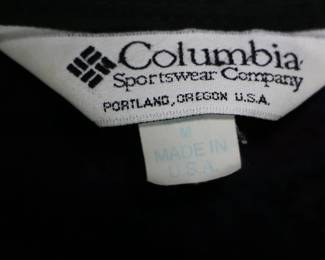 Columbia
Sportswear Company
PORTLAND, OREGON U.S.A.
M
MADE IN
U.S.A.